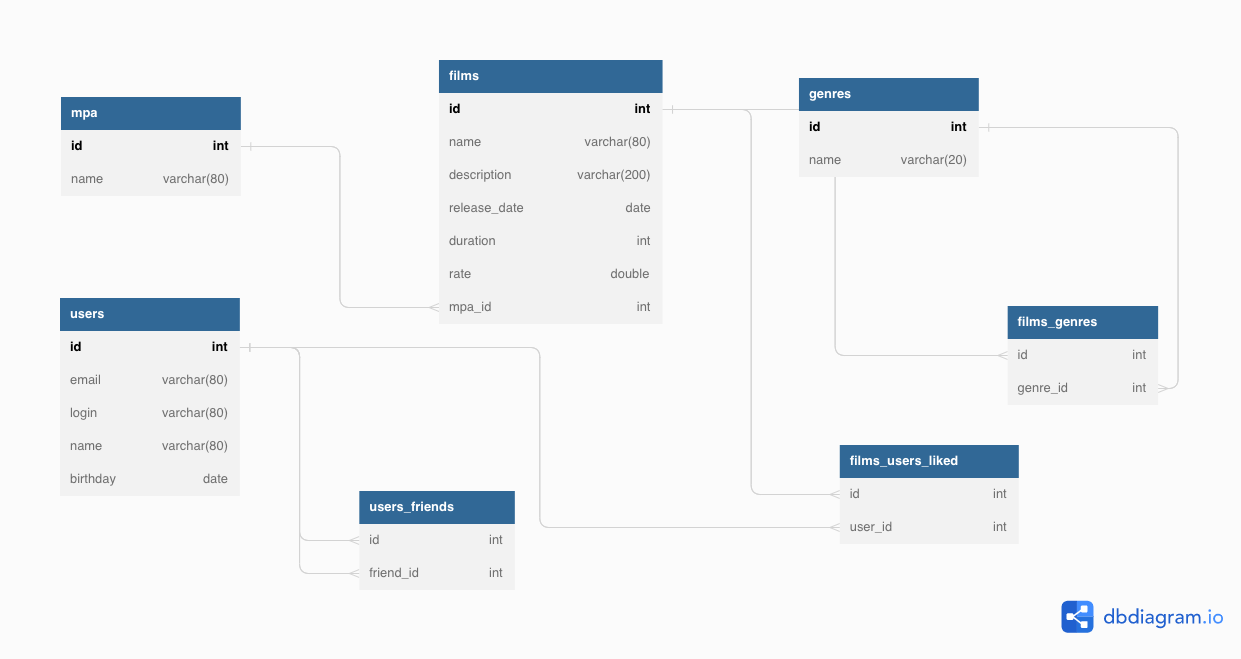 mpa
id int
name varchar(80)
films
id int
name varchar(80)
description varchar(200)
release_date date
duration int
rate double
mpa_id int
genres
id int
name varchar(20)
users
id int
email varchar(80)
login varchar(80)
name varchar(80)
birthday date
films_genres
id int
genre_id int
films_users_liked
id int
user_id int
users_friends
id int
friend_id int
dbdiagram.io